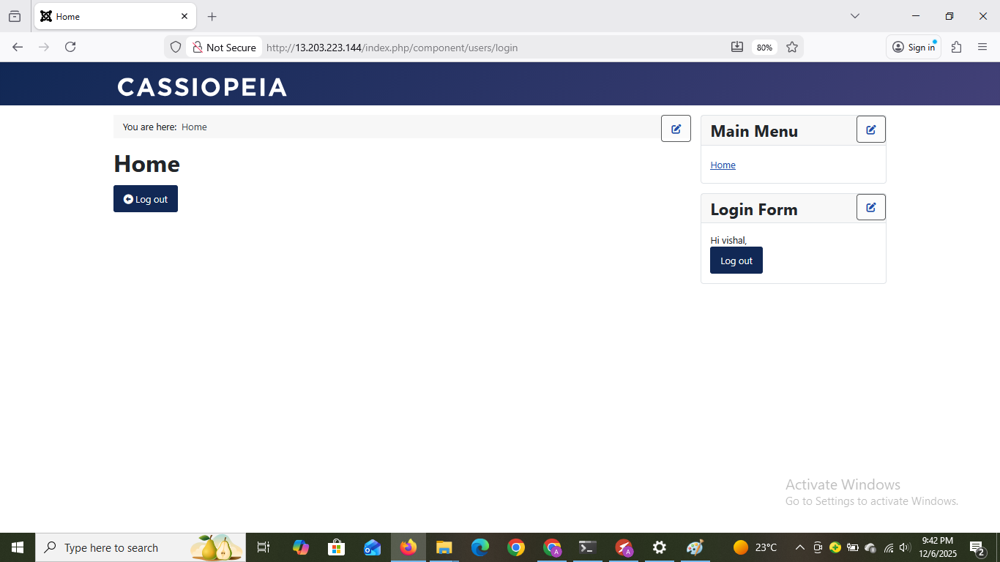 Home
Not Secure
http://13.203.223.144/index.php/component/users/login
80%
Sign in
CASSIOPEIA
You are here: Home
Home
Log out
Main Menu
Home
Login Form
Hi vishal,
Log out
Activate Windows
Go to Settings to activate Windows.
Type here to search
A
A
23°C
9:42 PM
12/6/2025
2